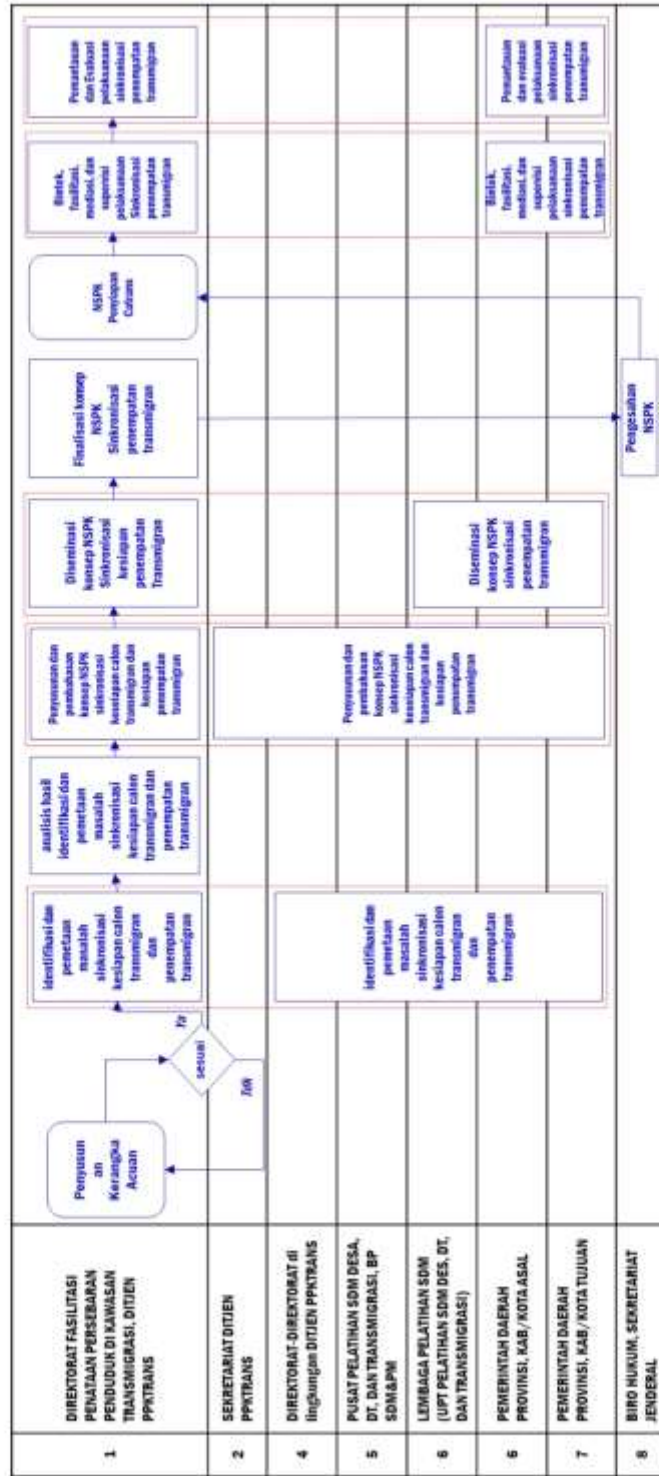 1
DIREKTORAT FASILITASI
PENATAAN PERSEBARAN
PENDUDUK DI KAWASAN
TRANSMIGRASI, DITJEN
PPKTRANS
Penyusun
an
Kerangka
Acuan
sesuai
Ya
Tdk
identifikasi dan
pemetaan
masalah
sinkronisasi
kesiapan calon
transmigran
dan
penempatan
transmigran
analisis hasil
identifikasi dan
pemetaan
masalah
sinkronisasi
kesiapan calon
transmigran dan
penempatan
transmigran
Penyusunan dan
pembahasan
konsep NSPK
sinkronisasi
kesiapan calon
transmigran dan
kesiapan
penempatan
transmigran
Diseminasi
konsep NSPK
Sinkronisasi
kesiapan
penempatan
Transmigran
Finalisasi konsep
NSPK
Sinkronisasi
penempatan
transmigran
NSPK
Penyiapan
Catrans
Bimtek,
fasilitasi,
mediasi, dan
supervisi
pelaksanaan
Sinkronisasi
penempatan
transmigran
Pemantauan
dan Evaluasi
pelaksanaan
sinkronisasi
penempatan
transmigran
2
SEKRETARIAT DITJEN
PPKTRANS
4
DIREKTORAT-DIREKTORAT di
lingkungan DITJEN PPKTRANS
5
PUSAT PELATIHAN SDM DESA,
DT, DAN TRANSMIGRASI, BP
SDM&PM
6
LEMBAGA PELATIHAN SDM
(UPT PELATIHAN SDM DES, DT,
DAN TRANSMIGRASI)
6
PEMERINTAH DAERAH
PROVINSI, KAB/KOTA ASAL
7
PEMERINTAH DAERAH
PROVINSI, KAB/KOTA TUJUAN
identifikasi dan
pemetaan
masalah
sinkronisasi
kesiapan calon
transmigran
dan
penempatan
transmigran
Penyusunan dan
pembahasan
konsep NSPK
sinkronisasi
kesiapan calon
transmigran dan
kesiapan
penempatan
transmigran
Diseminasi
konsep NSPK
sinkronisasi
penempatan
transmigran
Bimtek,
fasilitasi,
mediasi, dan
supervisi
pelaksanaan
sinkronisasi
penempatan
transmigran
Pemantauan
dan evaluasi
pelaksanaan
sinkronisasi
penempatan
transmigran
8
BIRO HUKUM, SEKRETARIAT
JENDERAL
Pengesahan
NSPK